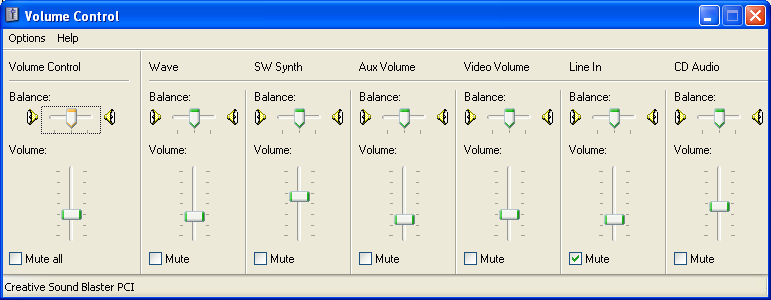 Volume Control
Options Help
Volume Control Wave SW Synth Aux Volume Video Volume Line In CD Audio
Balance: Balance: Balance: Balance: Balance: Balance: Balance:
Volume: Volume: Volume: Volume: Volume: Volume: Volume:
Mute all Mute Mute Mute Mute Mute Mute
Creative Sound Blaster PCI